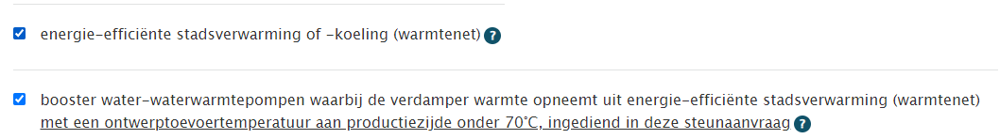 energie-efficiënte stadsverwarming of -koeling (warmtenet) ?
booster water-waterwarmtepompen waarbij de verdamper warmte opneemt uit energie-efficiënte stadsverwarming (warmtenet)
met een ontwerptoevoertemperatuur aan productiezijde onder 70°C, ingediend in deze steunaanvraag ?